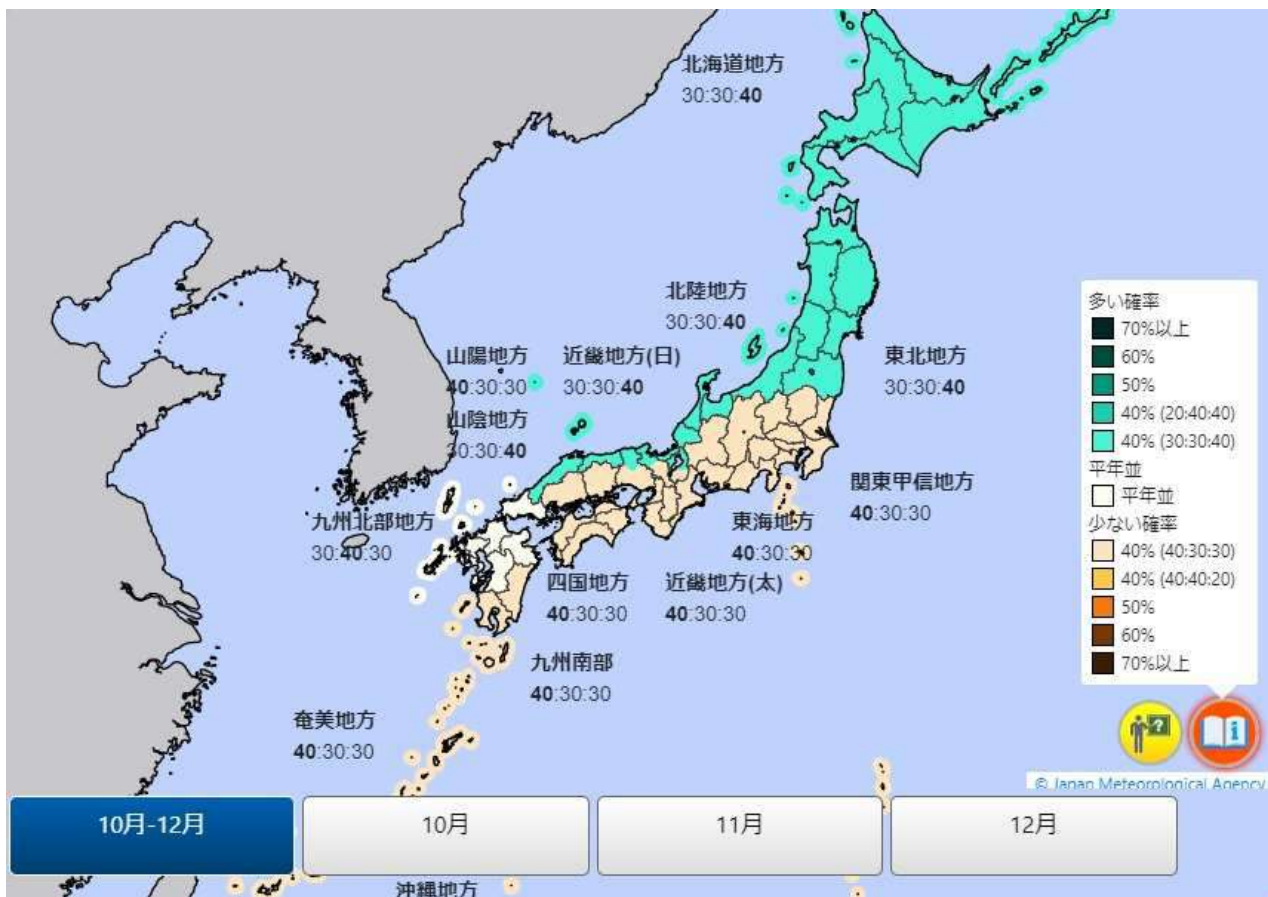 北海道地方
30:30:40
北陸地方
30:30:40
山陽地方
40:30:30
近畿地方(日)
30:30:40
東北地方
30:30:40
山陰地方
30:30:40
関東甲信地方
40:30:30
九州北部地方
30:40:30
東海地方
40:30:30
四国地方
40:30:30
近畿地方(太)
40:30:30
九州南部
40:30:30
奄美地方
40:30:30
多い確率
70%以上
60%
50%
40% (20:40:40)
40% (30:30:40)
平年並
平年並
少ない確率
40% (40:30:30)
40% (40:40:20)
50%
60%
70%以上
© Japan Meteorological Agency
10月-12月
10月
11月
12月
沖縄地方